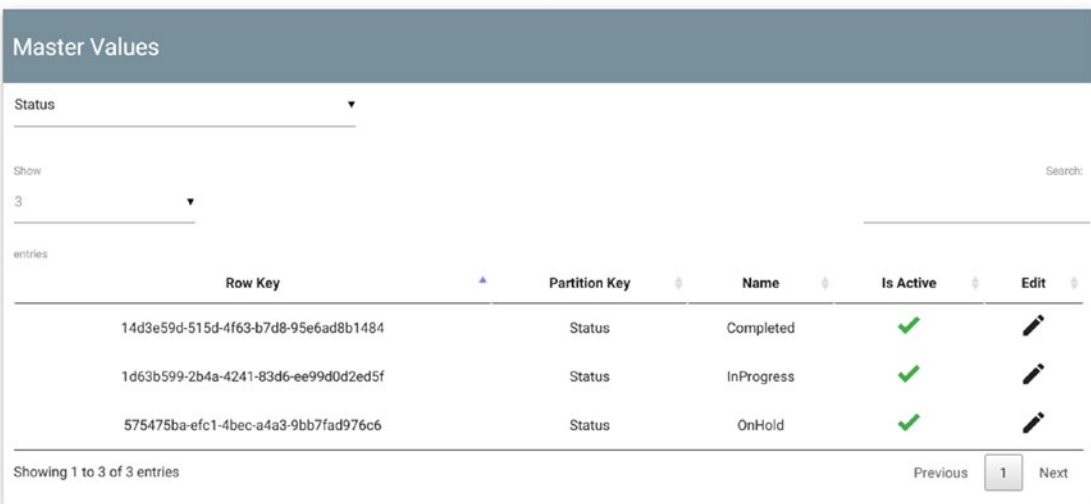 Master Values
Status
Show
Search:
3
entries
Row Key Partition Key Name Is Active Edit
14d3e59d-515d-4f63-b7d8-95e6ad8b1484 Status Completed
1d63b599-2b4a-4241-83d6-ee99d0d2ed5f Status InProgress
575475ba-efc1-4bec-a4a3-9bb7fad976c6 Status OnHold
Showing 1 to 3 of 3 entries Previous 1 Next